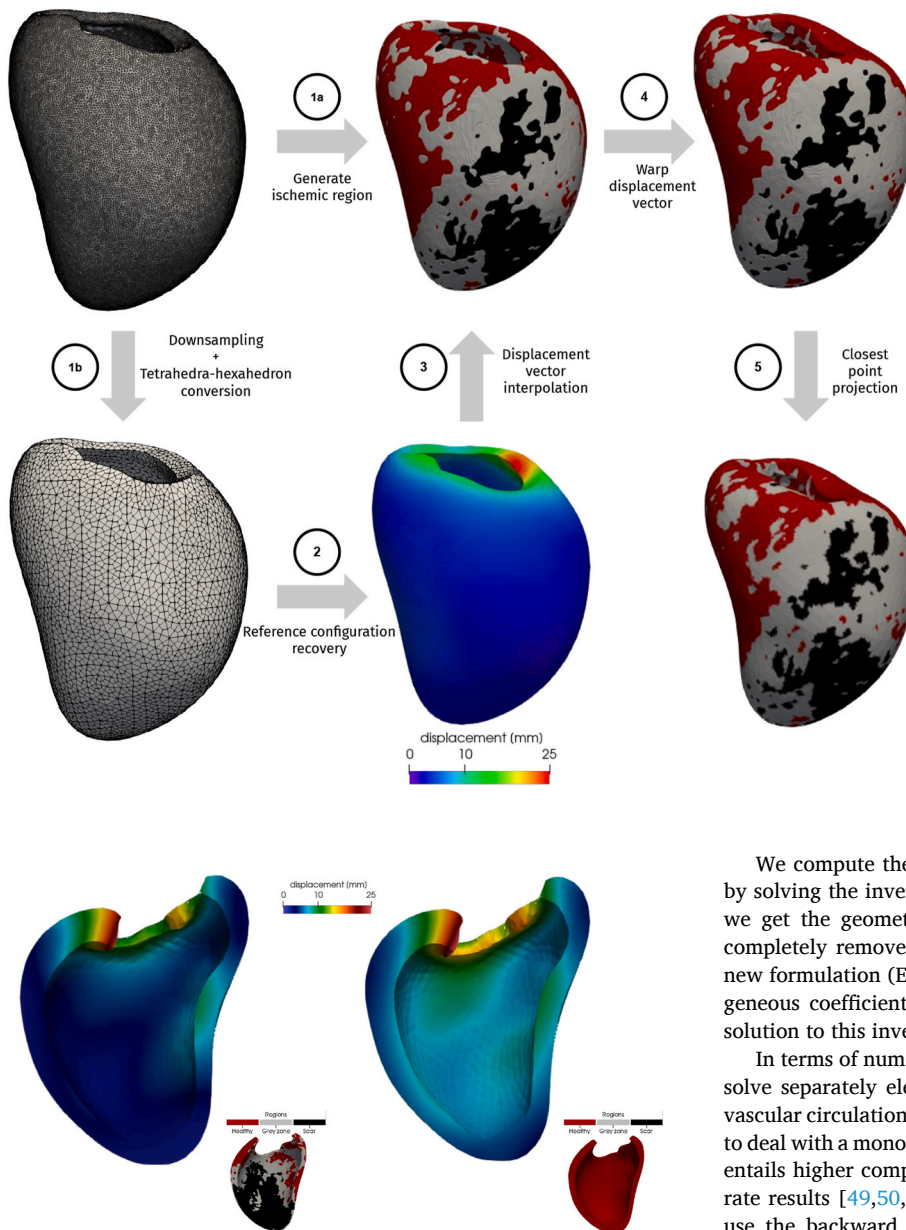 1a
Generate
ischemic region
4
Warp
displacement
vector
1b
Downsampling
+
Tetrahedra-hexahedron
conversion
3
Displacement
vector
interpolation
5
Closest
point
projection
2
Reference configuration
recovery
displacement [mm]
0 10 25
displacement [mm]
0 10 25
Regions
Healthy Grey zone Scar
Regions
Healthy Grey zone Scar
We compute the
by solving the inver
we get the geomet
completely remove
new formulation (E
geneous coefficient
solution to this inve
In terms of num
solve separately ele
vascular circulation
to deal with a mono
entails higher comp
rate results [49,50,
use the backward